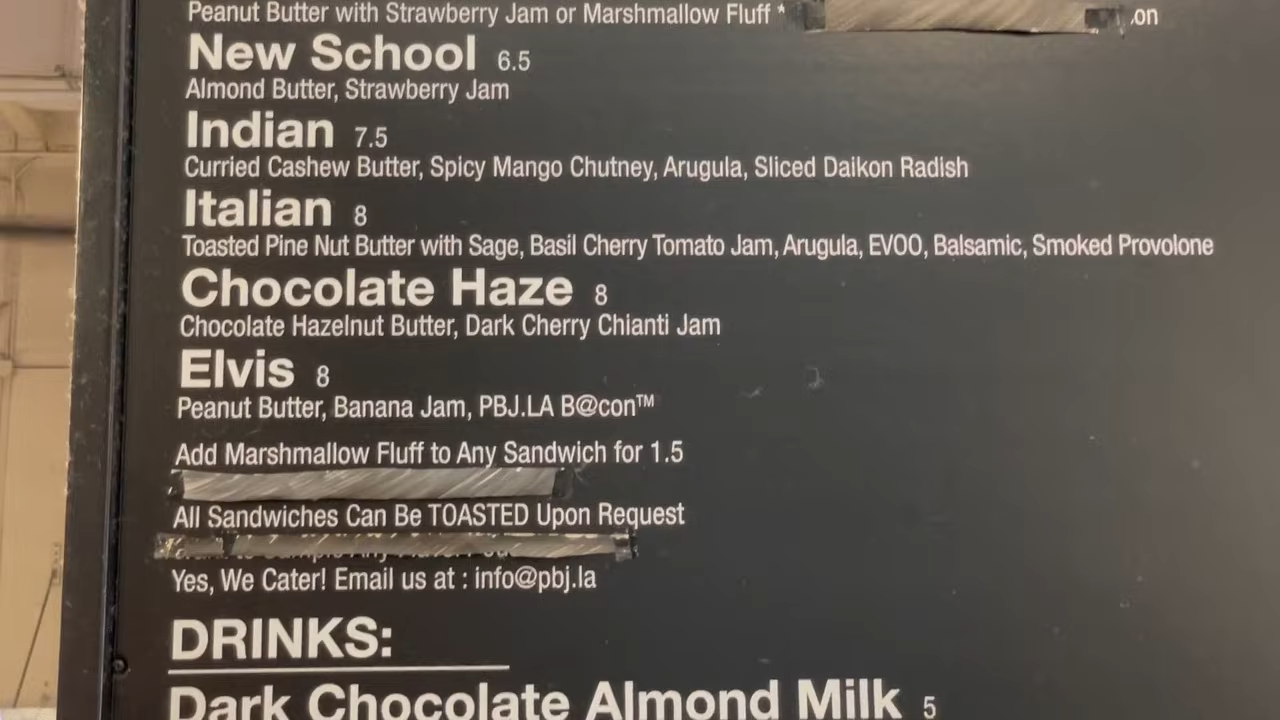 Peanut Butter with Strawberry Jam or Marshmallow Fluff *
New School 6.5
Almond Butter, Strawberry Jam
Indian 7.5
Curried Cashew Butter, Spicy Mango Chutney, Arugula, Sliced Daikon Radish
Italian 8
Toasted Pine Nut Butter with Sage, Basil Cherry Tomato Jam, Arugula, EVOO, Balsamic, Smoked Provolone
Chocolate Haze 8
Chocolate Hazelnut Butter, Dark Cherry Chianti Jam
Elvis 8
Peanut Butter, Banana Jam, PBJ.LA B@con™
Add Marshmallow Fluff to Any Sandwich for 1.5
All Sandwiches Can Be TOASTED Upon Request
Yes, We Cater! Email us at : info@pbj.la
DRINKS:
Dark Chocolate Almond Milk 5